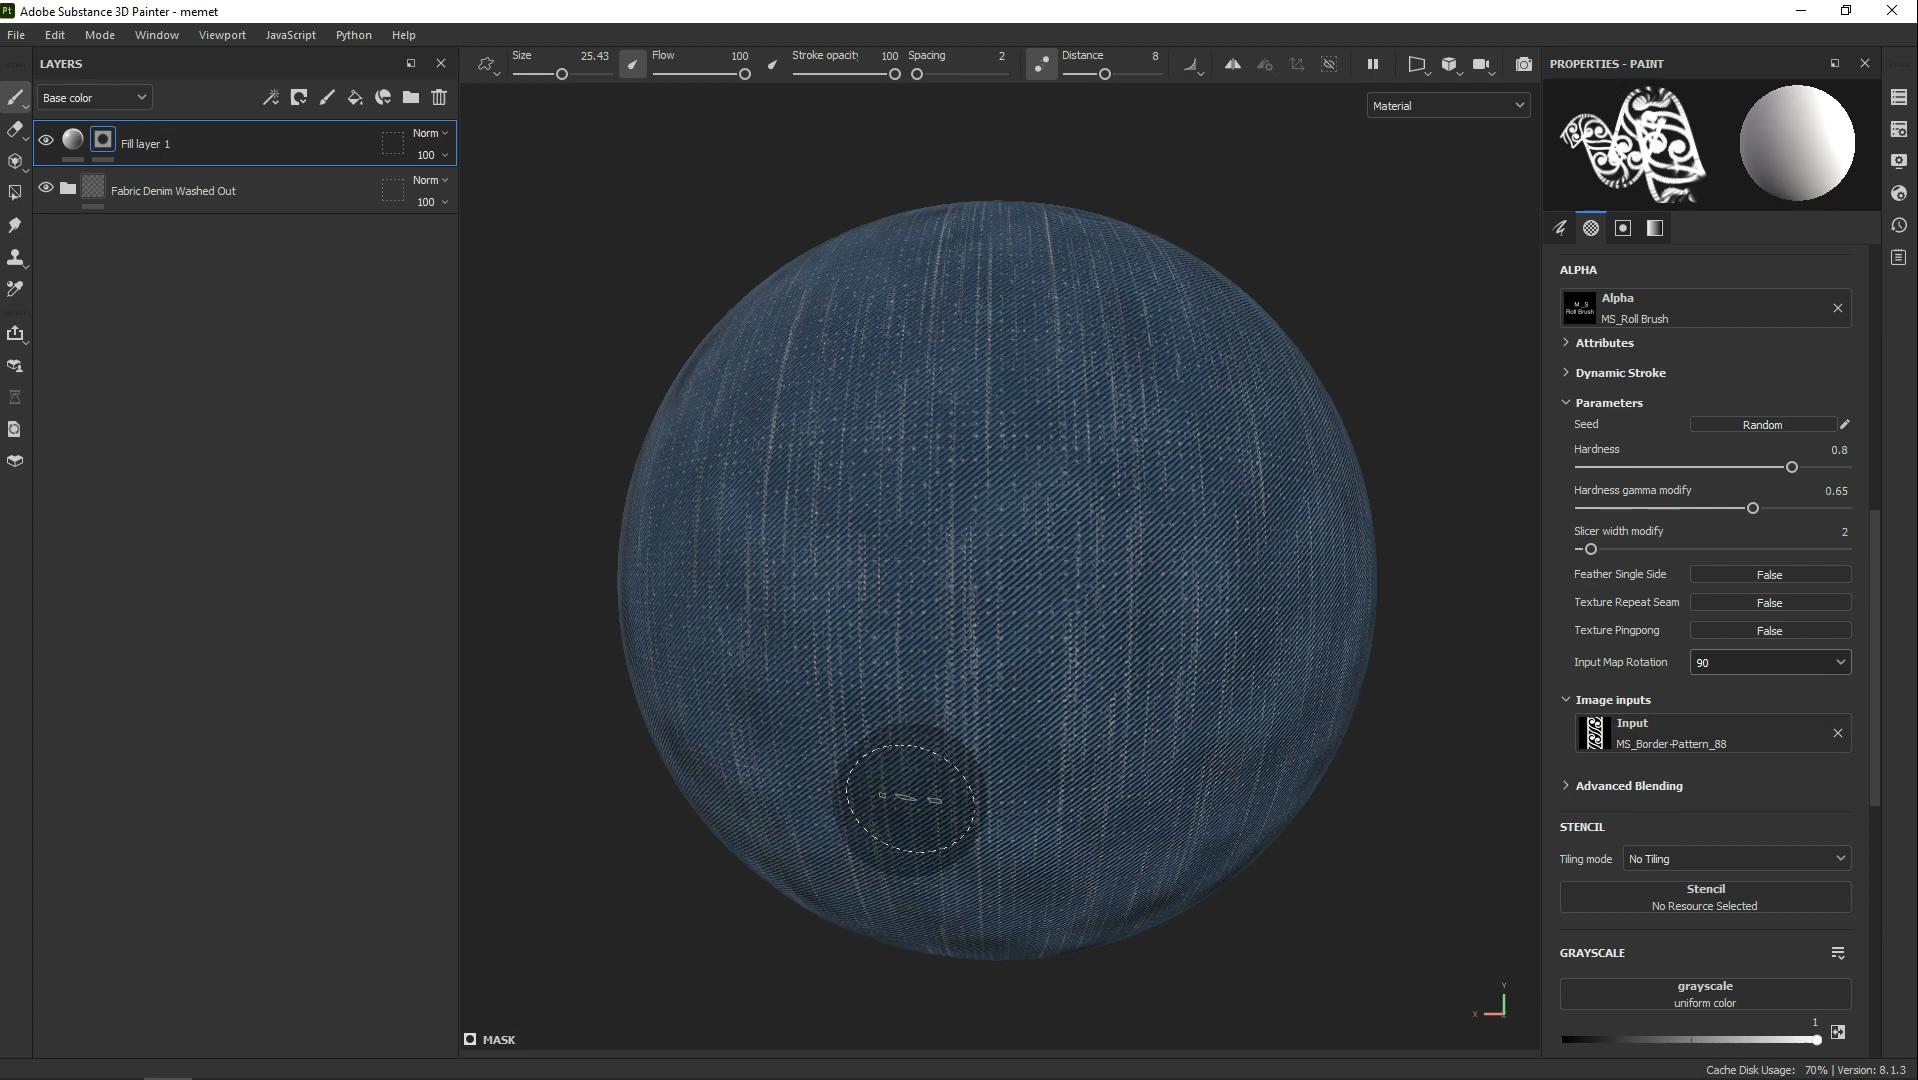 Pt Adobe Substance 3D Painter - memet
File Edit Mode Window Viewport JavaScript Python Help
LAYERS
Size 25.43 Flow 100 Stroke opacity 100 Spacing 2 Distance 8
PROPERTIES - PAINT
Base color
Material
Fill layer 1
Norm
100
Fabric Denim Washed Out
Norm
100
ALPHA
M_S
Roll Brush
Alpha
MS_Roll Brush
Attributes
Dynamic Stroke
Parameters
Seed Random
Hardness 0.8
Hardness gamma modify 0.65
Slicer width modify 2
Feather Single Side False
Texture Repeat Seam False
Texture Pingpong False
Input Map Rotation 90
Image inputs
Input
MS_Border-Pattern_88
Advanced Blending
STENCIL
Tiling mode No Tiling
Stencil
No Resource Selected
GRAYSCALE
grayscale
uniform color
1
Y
X
MASK
Cache Disk Usage: 70% | Version: 8.1.3